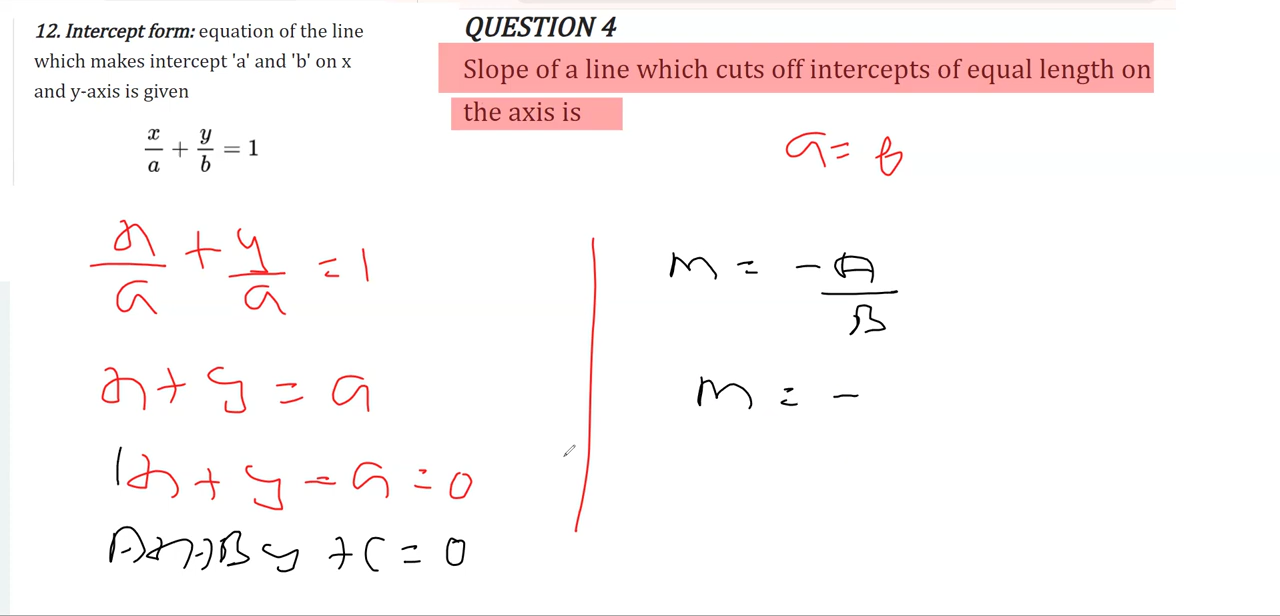 12. Intercept form: equation of the line
which makes intercept 'a' and 'b' on x
and y-axis is given
x/a + y/b = 1
QUESTION 4
Slope of a line which cuts off intercepts of equal length on
the axis is
a = b
x/a + y/a = 1
x + y = a
1x + y - a = 0
Ax + By + C = 0
m = -A/B
m = -